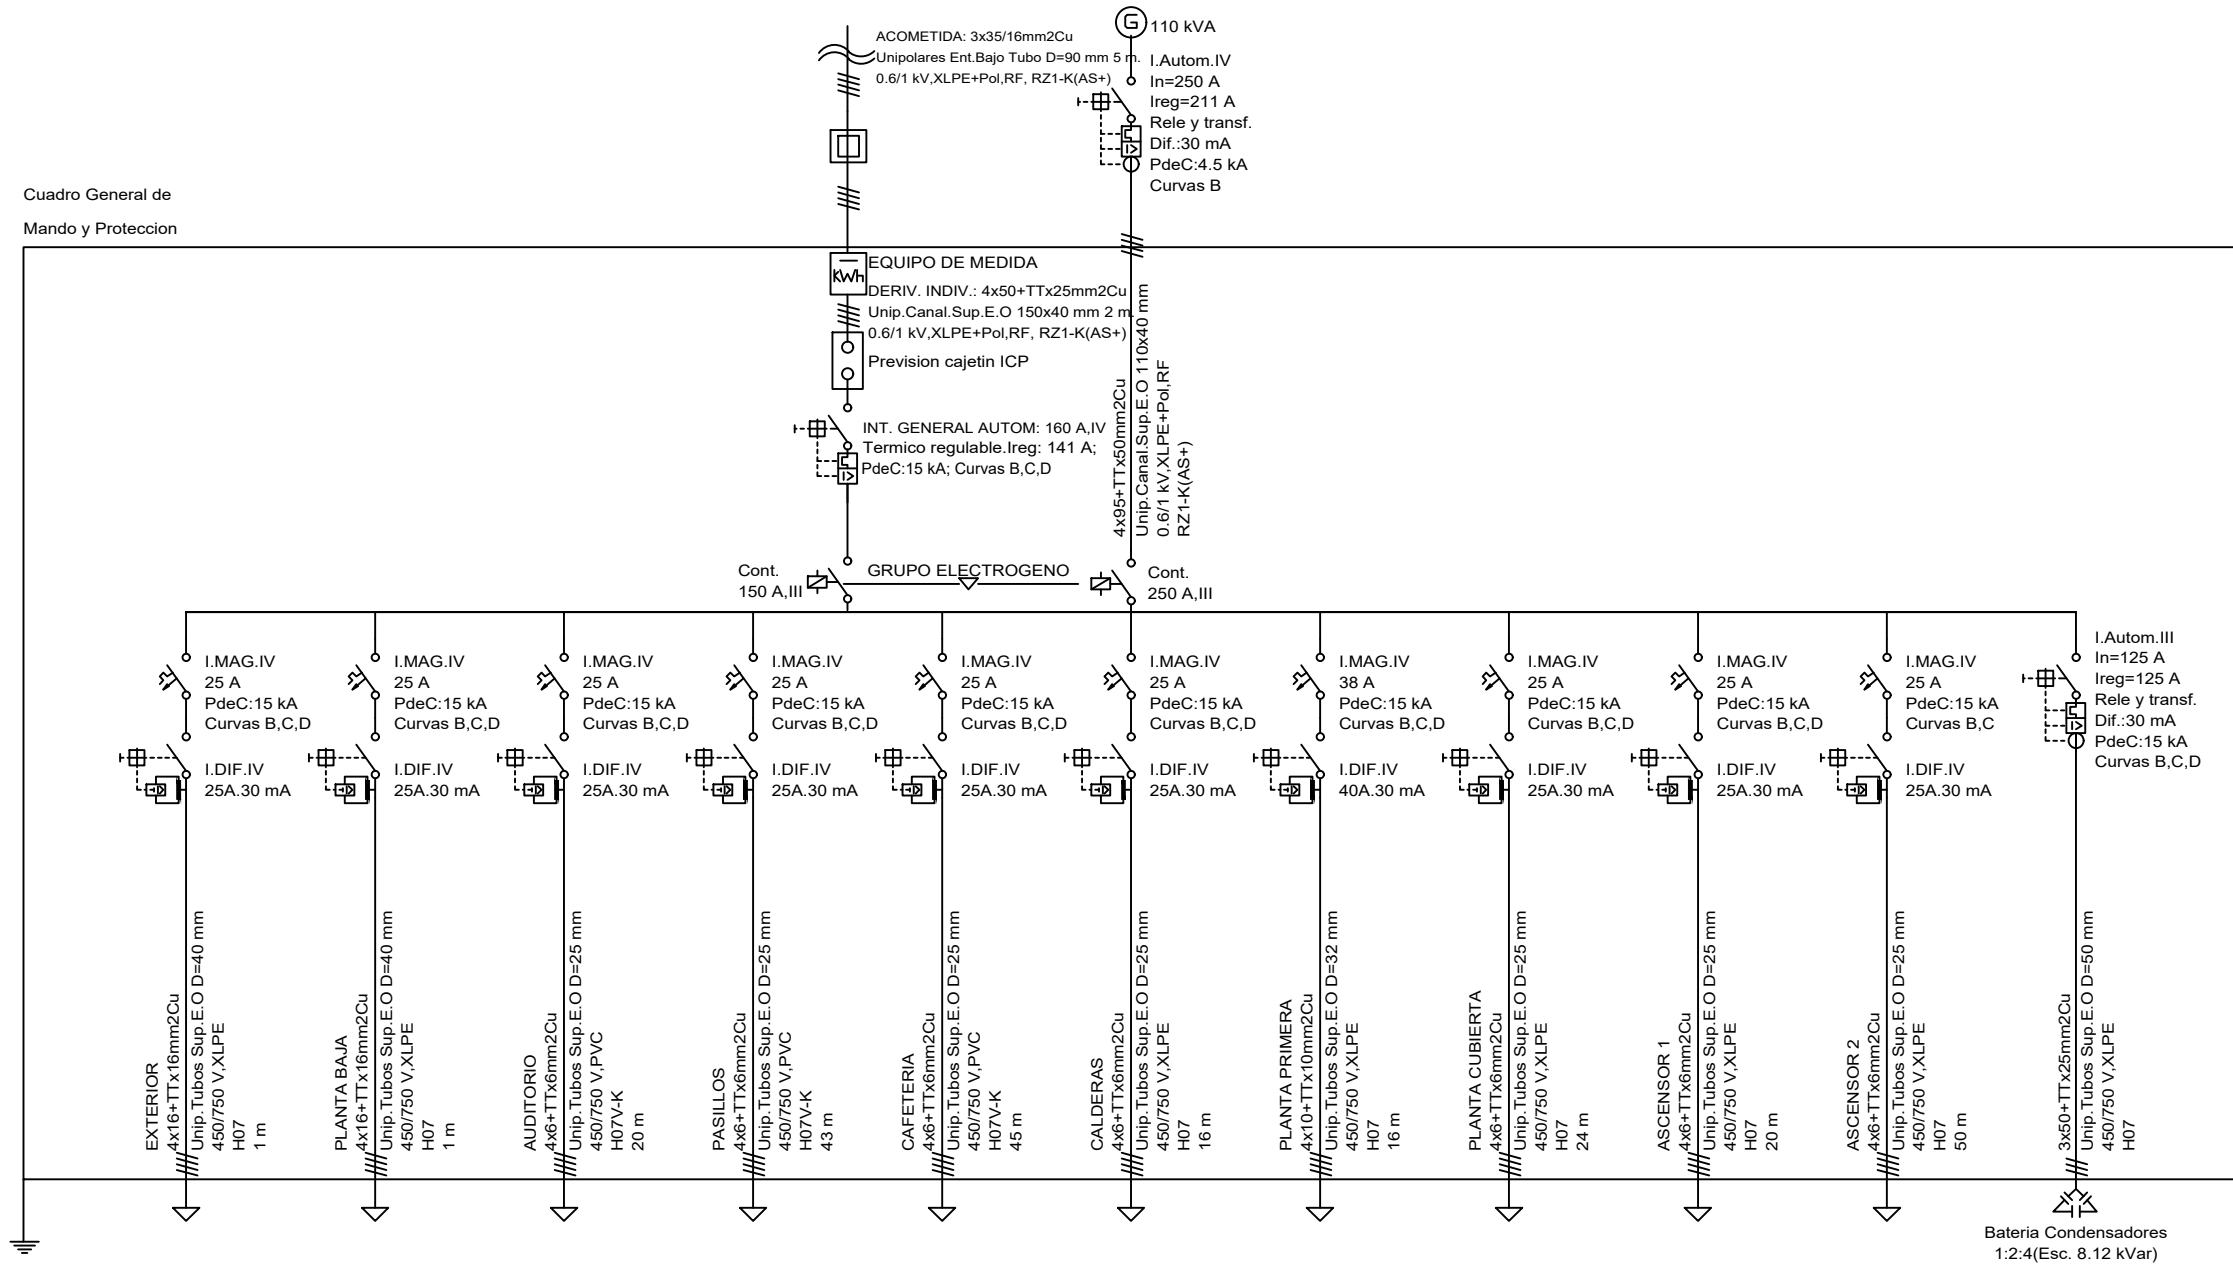 ACOMETIDA: 3x35/16mm2Cu
Unipolares Ent.Bajo Tubo D=90 mm 5 m.
0.6/1 kV,XLPE+Pol,RF, RZ1-K(AS+)
G
110 kVA
I.Autom.IV
In=250 A
Ireg=211 A
Rele y transf.
Dif.:30 mA
PdeC:4.5 kA
Curvas B
Cuadro General de
Mando y Proteccion
kWh
EQUIPO DE MEDIDA
DERIV. INDIV.: 4x50+TTx25mm2Cu
Unip.Canal.Sup.E.O 150x40 mm 2 m.
0.6/1 kV,XLPE+Pol,RF, RZ1-K(AS+)
Prevision cajetin ICP
INT. GENERAL AUTOM: 160 A,IV
Termico regulable.Ireg: 141 A;
PdeC:15 kA; Curvas B,C,D
4x95+TTx50mm2Cu
Unip.Canal.Sup.E.O 110x40 mm
0.6/1 kV,XLPE+Pol,RF
RZ1-K(AS+)
Cont.
150 A,III
GRUPO ELECTROGENO
Cont.
250 A,III
I.MAG.IV
25 A
PdeC:15 kA
Curvas B,C,D
I.DIF.IV
25A.30 mA
EXTERIOR
4x16+TTx16mm2Cu
Unip.Tubos Sup.E.O D=40 mm
450/750 V,XLPE
H07
1 m
I.MAG.IV
25 A
PdeC:15 kA
Curvas B,C,D
I.DIF.IV
25A.30 mA
PLANTA BAJA
4x16+TTx16mm2Cu
Unip.Tubos Sup.E.O D=40 mm
450/750 V,XLPE
H07
1 m
I.MAG.IV
25 A
PdeC:15 kA
Curvas B,C,D
I.DIF.IV
25A.30 mA
AUDITORIO
4x6+TTx6mm2Cu
Unip.Tubos Sup.E.O D=25 mm
450/750 V,PVC
H07V-K
20 m
I.MAG.IV
25 A
PdeC:15 kA
Curvas B,C,D
I.DIF.IV
25A.30 mA
PASILLOS
4x6+TTx6mm2Cu
Unip.Tubos Sup.E.O D=25 mm
450/750 V,PVC
H07V-K
43 m
I.MAG.IV
25 A
PdeC:15 kA
Curvas B,C,D
I.DIF.IV
25A.30 mA
CAFETERIA
4x6+TTx6mm2Cu
Unip.Tubos Sup.E.O D=25 mm
450/750 V,PVC
H07V-K
45 m
I.MAG.IV
25 A
PdeC:15 kA
Curvas B,C,D
I.DIF.IV
25A.30 mA
CALDERAS
4x6+TTx6mm2Cu
Unip.Tubos Sup.E.O D=25 mm
450/750 V,XLPE
H07
16 m
I.MAG.IV
38 A
PdeC:15 kA
Curvas B,C,D
I.DIF.IV
40A.30 mA
PLANTA PRIMERA
4x10+TTx10mm2Cu
Unip.Tubos Sup.E.O D=32 mm
450/750 V,XLPE
H07
16 m
I.MAG.IV
25 A
PdeC:15 kA
Curvas B,C,D
I.DIF.IV
25A.30 mA
PLANTA CUBIERTA
4x6+TTx6mm2Cu
Unip.Tubos Sup.E.O D=25 mm
450/750 V,XLPE
H07
24 m
I.MAG.IV
25 A
PdeC:15 kA
Curvas B,C,D
I.DIF.IV
25A.30 mA
ASCENSOR 1
4x6+TTx6mm2Cu
Unip.Tubos Sup.E.O D=25 mm
450/750 V,XLPE
H07
20 m
I.MAG.IV
25 A
PdeC:15 kA
Curvas B,C
I.DIF.IV
25A.30 mA
ASCENSOR 2
4x6+TTx6mm2Cu
Unip.Tubos Sup.E.O D=25 mm
450/750 V,XLPE
H07
50 m
I.Autom.III
In=125 A
Ireg=125 A
Rele y transf.
Dif.:30 mA
PdeC:15 kA
Curvas B,C,D
3x50+TTx25mm2Cu
Unip.Tubos Sup.E.O D=50 mm
450/750 V,XLPE
H07
Bateria Condensadores
1:2:4(Esc. 8.12 kVar)